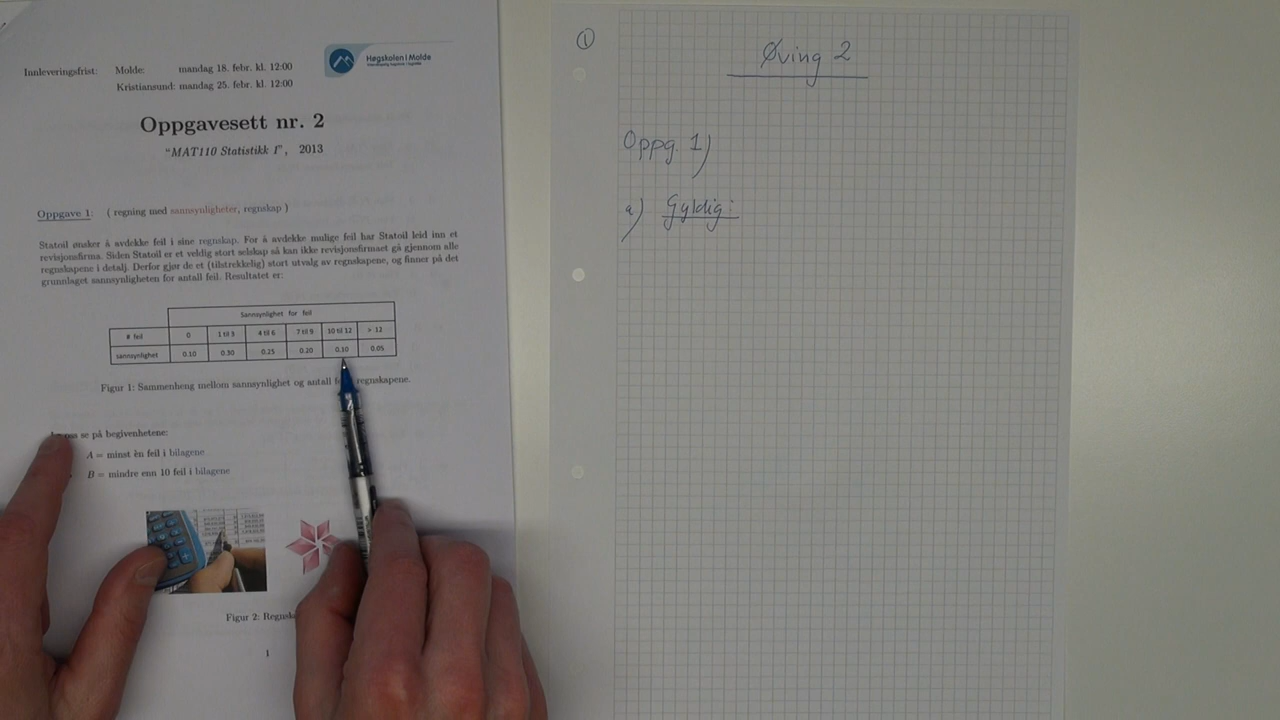 Innleveringsfrist: Molde: mandag 18. febr. kl. 12:00
Kristiansund: mandag 25. febr. kl. 12:00
Høgskolen i Molde
Oppgavesett nr. 2
"MAT110 Statistikk I", 2013
Oppgave 1: ( regning med sannsynligheter, regnskap )
Statoil ønsker å avdekke feil i sine regnskap. For å avdekke mulige feil har Statoil leid inn et
revisjonsfirma. Siden Statoil er et veldig stort selskap så kan ikke revisjonsfirmaet gå gjennom alle
regnskapene i detalj. Derfor gjør de et (tilstrekkelig) stort utvalg av regnskapene, og finner på det
grunnlaget sannsynligheten for antall feil. Resultatet er:
Sannsynlighet for feil
# feil 0 1 til 3 4 til 6 7 til 9 10 til 12 > 12
sannsynlighet 0.10 0.30 0.25 0.20 0.10 0.05
Figur 1: Sammenheng mellom sannsynlighet og antall regnskapene.
se på begivenhetene:
A = minst èn feil i bilagene
B = mindre enn 10 feil i bilagene
Figur 2:
1
①
Øving 2
Oppg. 1)
a) Gyldig: